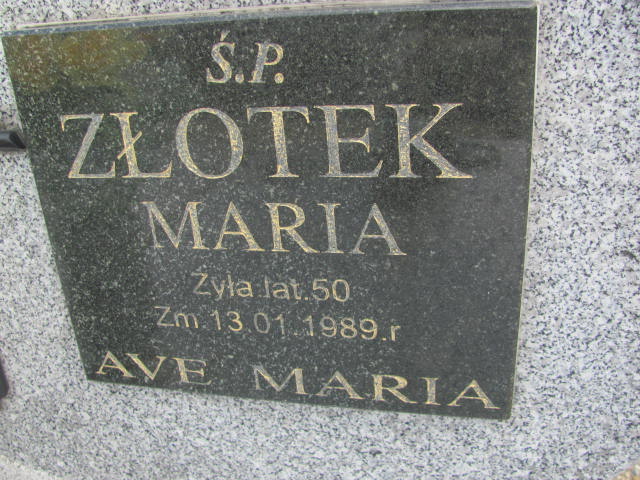 Ś.P.
ZŁOTEK
MARIA
Żyła.lat.50
Zm 13.01.1989.r
AVE MARIA